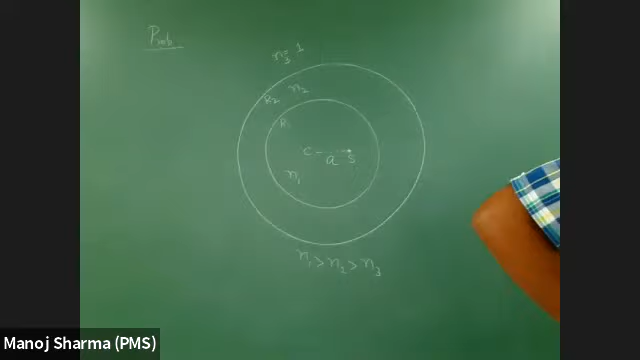 Prob
n₃ = 1
R₂ n₂
R₁
C a S
n₁
n₁ > n₂ > n₃
Manoj Sharma (PMS)